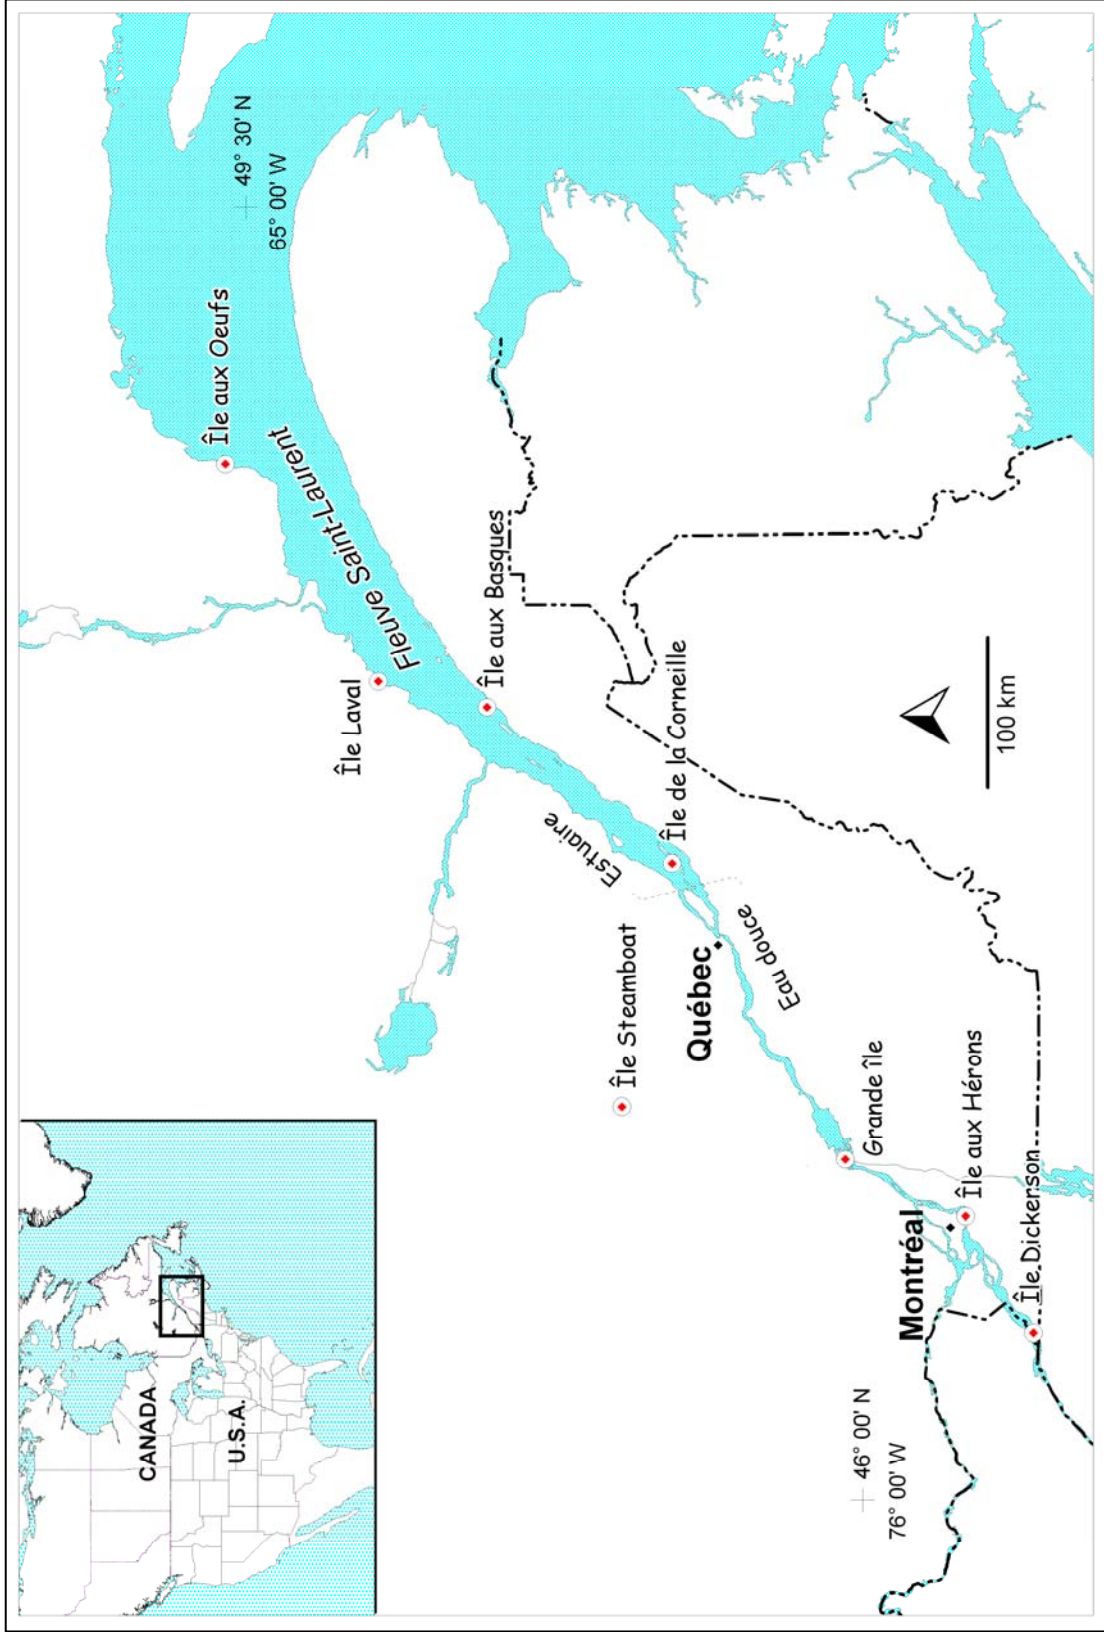 CANADA
U.S.A.
49° 30' N
65° 00' W
Île aux Oeufs
Fleuve Saint-Laurent
Île Laval
Île aux Basques
Estuaire
Île de la Corneille
Île Steamboat
Québec
Eau douce
Grande île
Île aux Hérons
Montréal
Île Dickenson
46° 00' N
76° 00' W
100 km